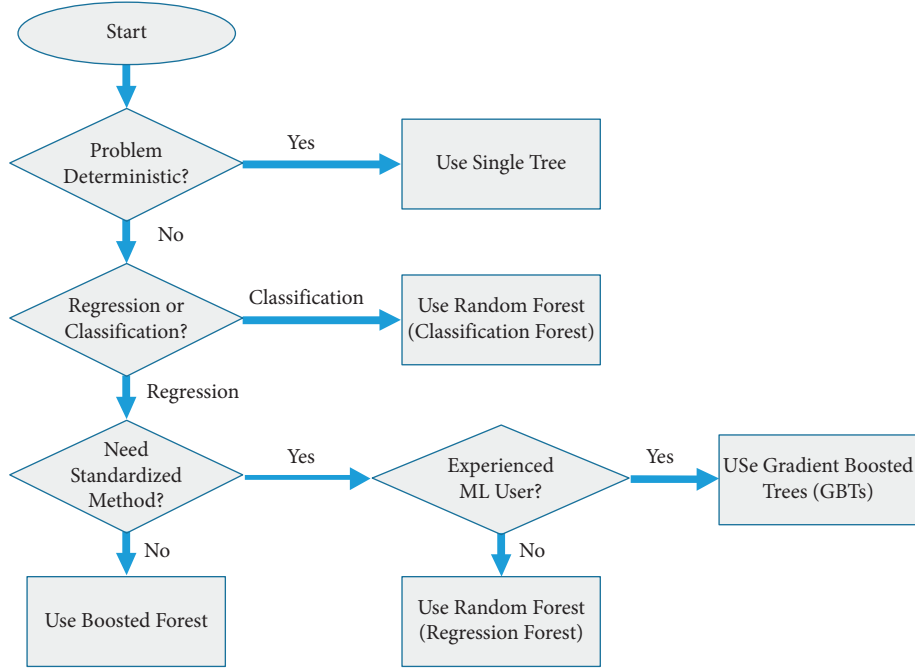 Start
Problem
Deterministic?
Yes
Use Single Tree
No
Regression or
Classification?
Classification
Use Random Forest
(Classification Forest)
Regression
Need
Standardized
Method?
Yes
Experienced
ML User?
Yes
USe Gradient Boosted
Trees (GBTs)
No
No
Use Boosted Forest
Use Random Forest
(Regression Forest)